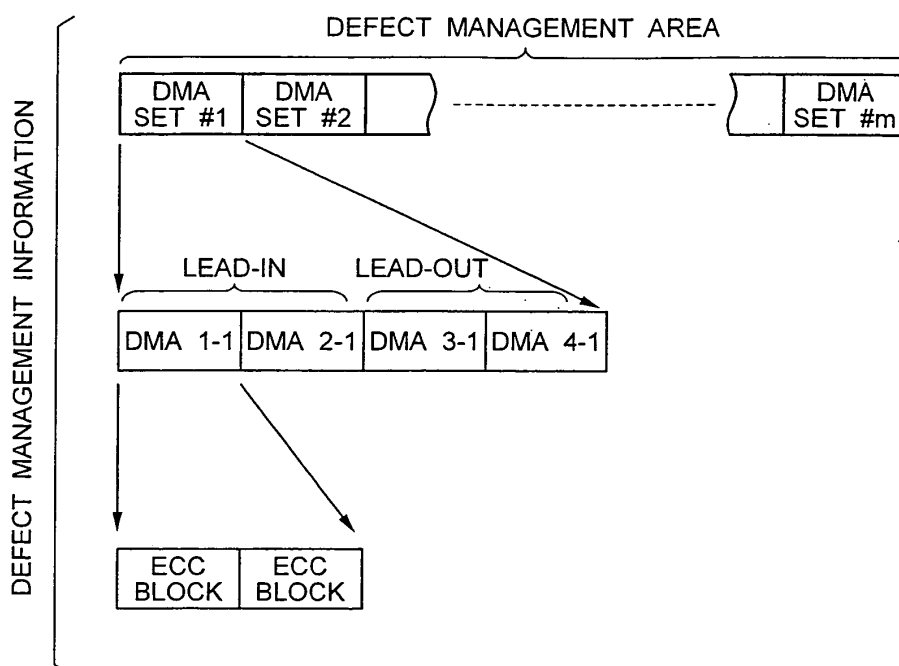 DEFECT MANAGEMENT INFORMATION
DEFECT MANAGEMENT AREA
DMA SET #1
DMA SET #2
DMA SET #m
LEAD-IN
LEAD-OUT
DMA 1-1
DMA 2-1
DMA 3-1
DMA 4-1
ECC BLOCK
ECC BLOCK